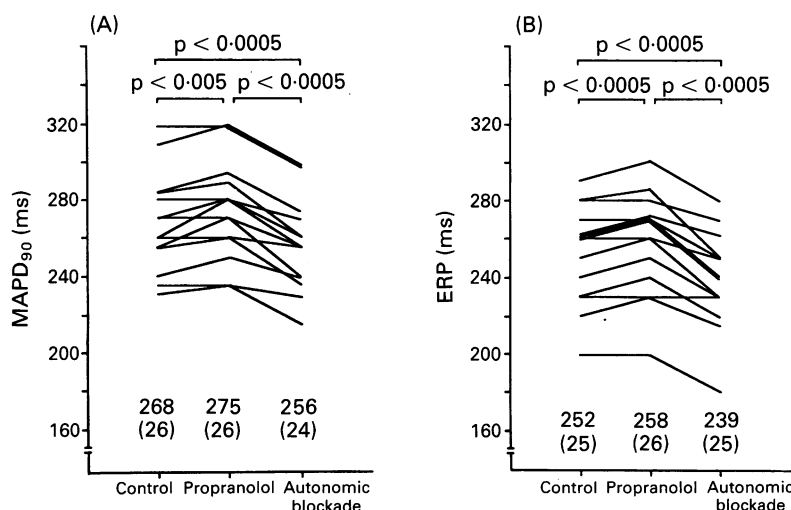 (A)
p < 0·0005
p < 0·005 p < 0·0005
320
280
240
200
160
MAPD90 (ms)
268 275 256
(26) (26) (24)
Control Propranolol Autonomic
blockade
(B)
p < 0·0005
p < 0·0005 p < 0·0005
320
280
240
200
160
ERP (ms)
252 258 239
(25) (26) (25)
Control Propranolol Autonomic
blockade